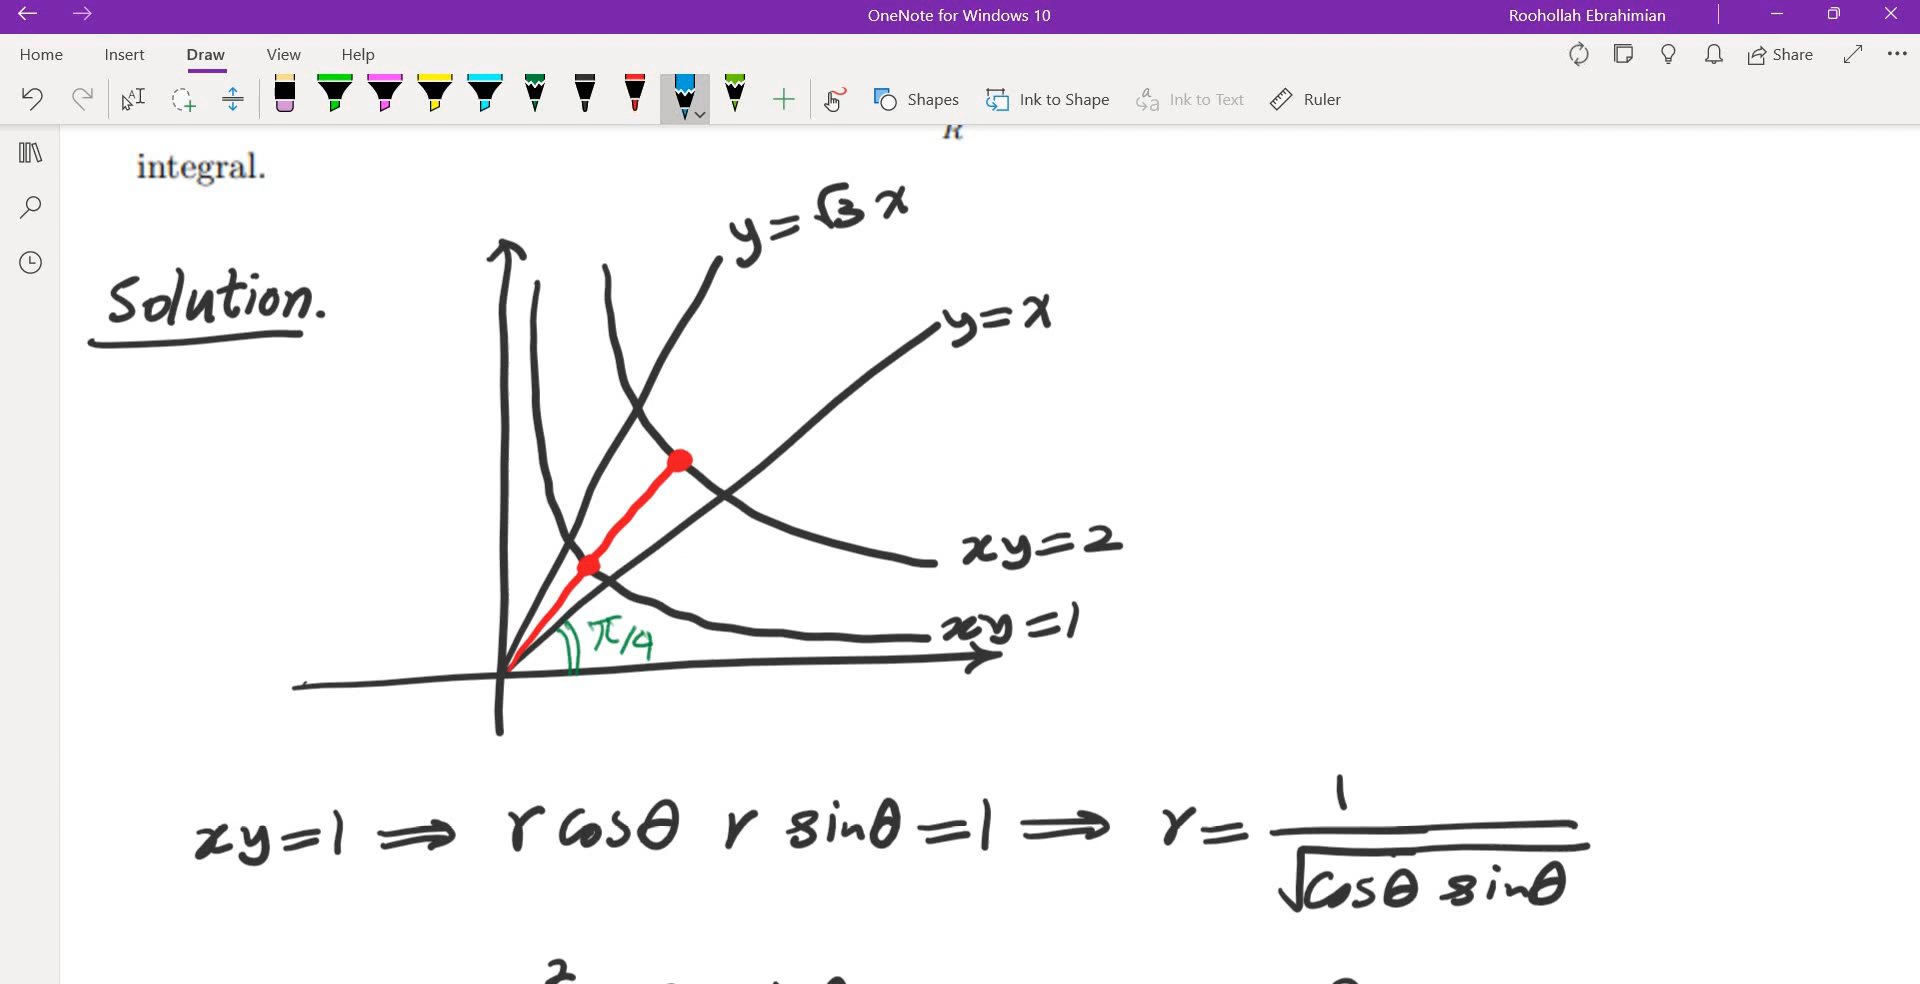 OneNote for Windows 10
Roohollah Ebrahimian
Home Insert Draw View Help
Share
Shapes Ink to Shape Ink to Text Ruler
R
integral.
y=√3 x
Solution.
y=x
xy=2
xy=1
π/4
xy=1 ⟹ r cosθ r sinθ=1 ⟹ r= 1/√cosθ sinθ
2